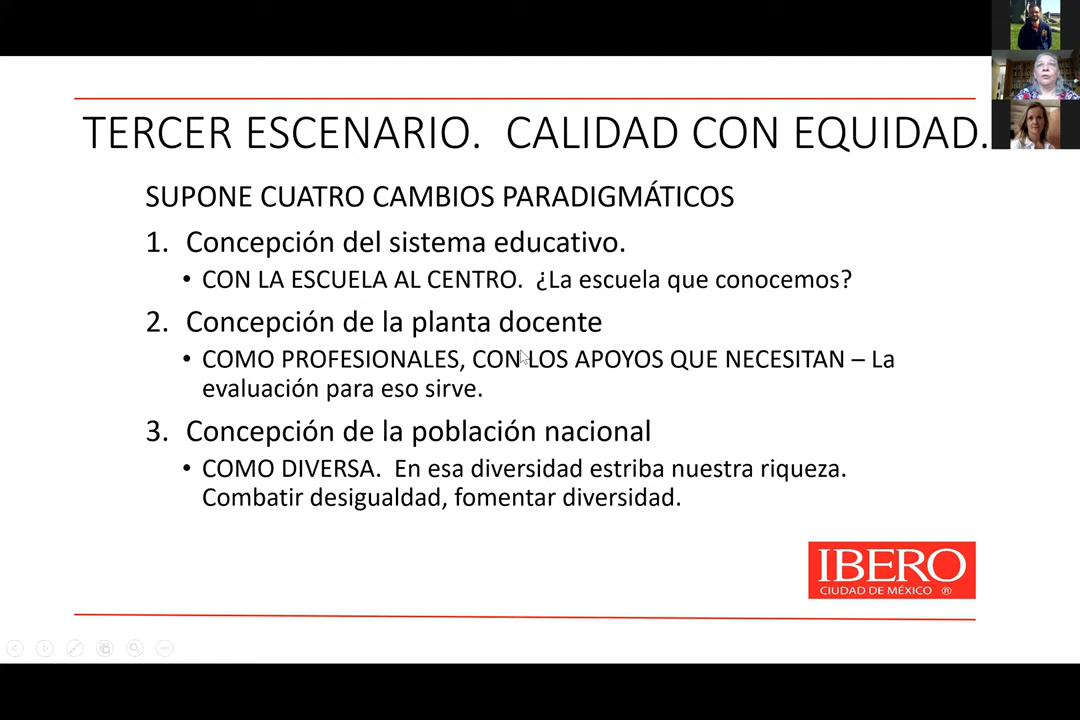 TERCER ESCENARIO. CALIDAD CON EQUIDAD.
SUPONE CUATRO CAMBIOS PARADIGMÁTICOS
1. Concepción del sistema educativo.
• CON LA ESCUELA AL CENTRO. ¿La escuela que conocemos?
2. Concepción de la planta docente
• COMO PROFESIONALES, CON LOS APOYOS QUE NECESITAN – La
evaluación para eso sirve.
3. Concepción de la población nacional
• COMO DIVERSA. En esa diversidad estriba nuestra riqueza.
Combatir desigualdad, fomentar diversidad.
IBERO
CIUDAD DE MÉXICO ®